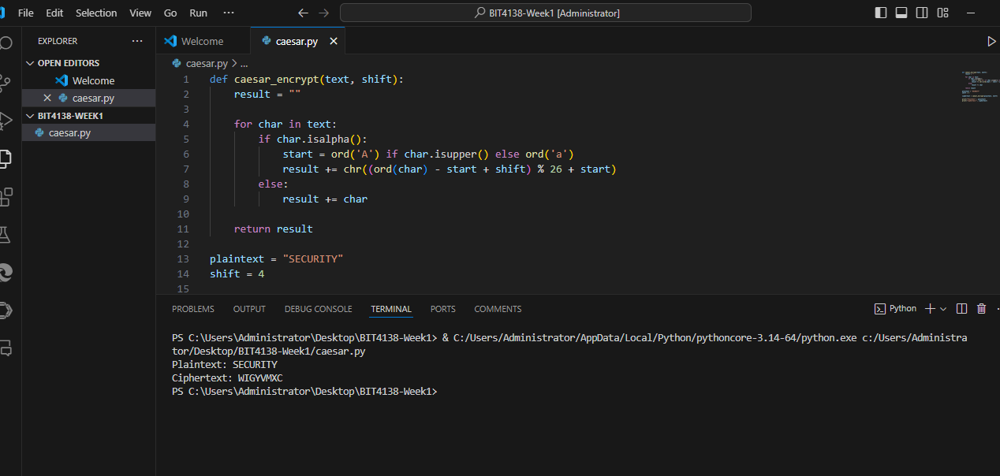 File Edit Selection View Go Run ···
BIT4138-Week1 [Administrator]
EXPLORER ···
OPEN EDITORS
Welcome
caesar.py
BIT4138-WEEK1
caesar.py
Welcome caesar.py
caesar.py > ...
1 def caesar_encrypt(text, shift):
2     result = ""
3
4     for char in text:
5         if char.isalpha():
6             start = ord('A') if char.isupper() else ord('a')
7             result += chr((ord(char) - start + shift) % 26 + start)
8         else:
9             result += char
10
11     return result
12
13 plaintext = "SECURITY"
14 shift = 4
15
PROBLEMS OUTPUT DEBUG CONSOLE TERMINAL PORTS COMMENTS Python
PS C:\Users\Administrator\Desktop\BIT4138-Week1> & C:/Users/Administrator/AppData/Local/Python/pythoncore-3.14-64/python.exe c:/Users/Administra
tor/Desktop/BIT4138-Week1/caesar.py
Plaintext: SECURITY
Ciphertext: WIGYVMXC
PS C:\Users\Administrator\Desktop\BIT4138-Week1>